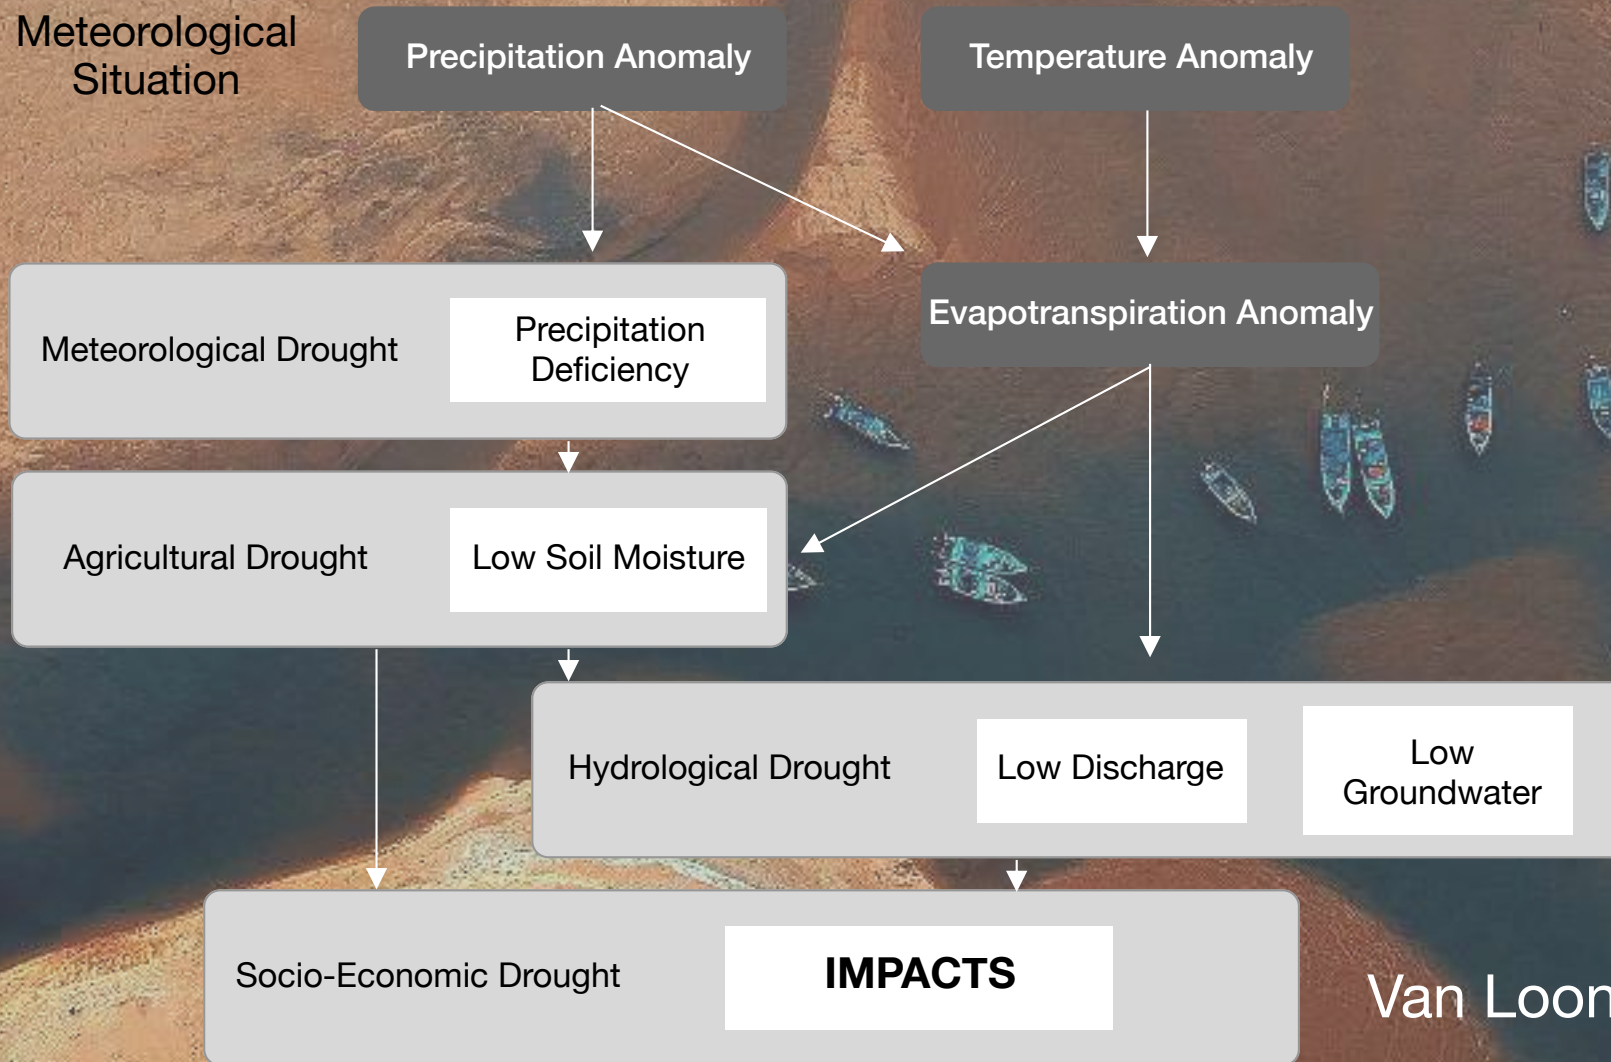 Meteorological
Situation
Precipitation Anomaly
Temperature Anomaly
Evapotranspiration Anomaly
Meteorological Drought
Precipitation
Deficiency
Agricultural Drought
Low Soil Moisture
Hydrological Drought
Low Discharge
Low
Groundwater
Socio-Economic Drought
IMPACTS
Van Loon